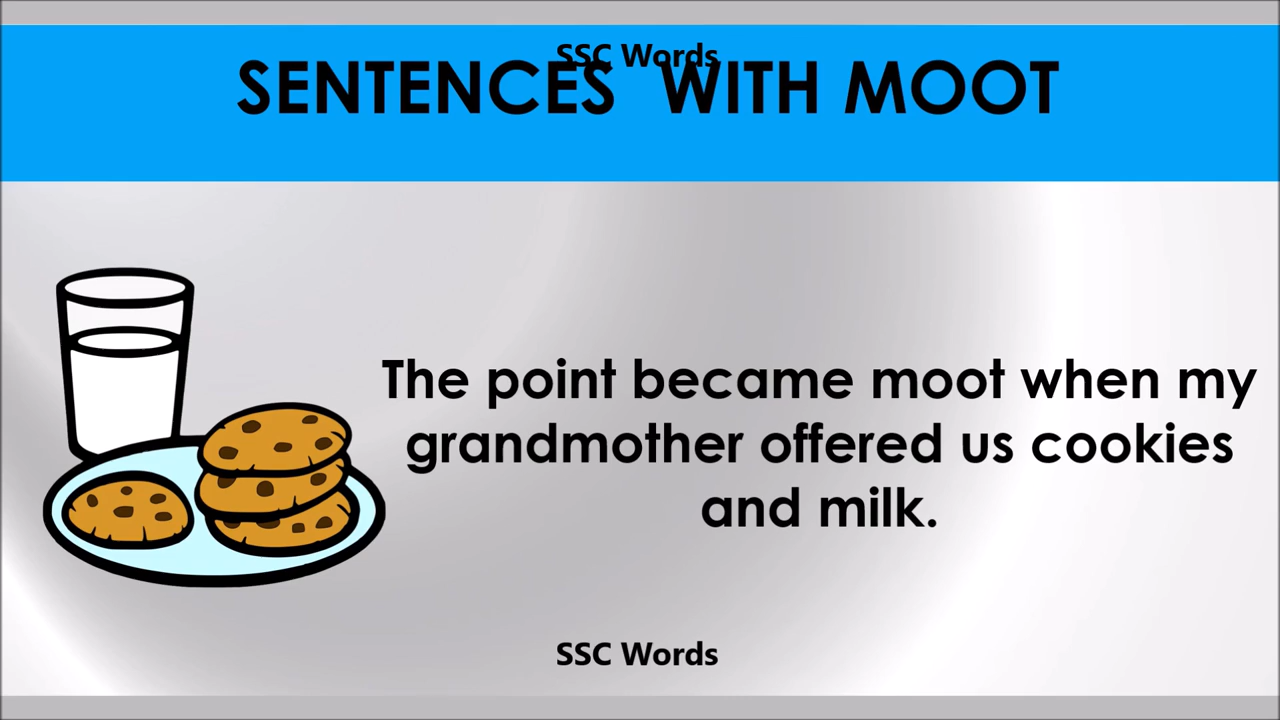 SSC Words
SENTENCES WITH MOOT
The point became moot when my
grandmother offered us cookies
and milk.
SSC Words